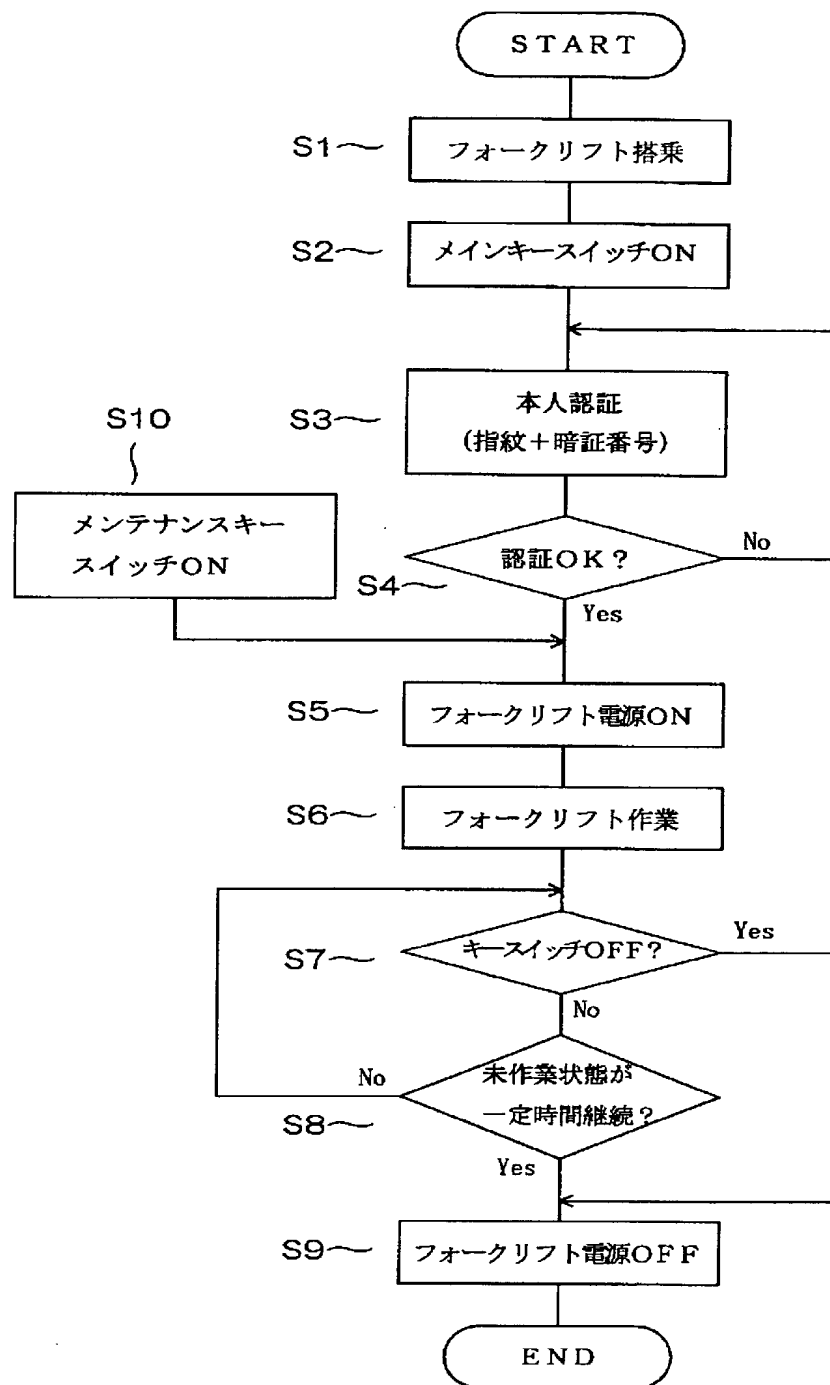 START
S1
フォークリフト搭乗
S2
メインキースイッチON
S3
本人認証
(指紋+暗証番号)
S10
メンテナンスキー
スイッチON
S4
認証OK?
No
Yes
S5
フォークリフト電源ON
S6
フォークリフト作業
S7
キースイッチOFF?
Yes
No
S8
未作業状態が
一定時間継続?
No
Yes
S9
フォークリフト電源OFF
END